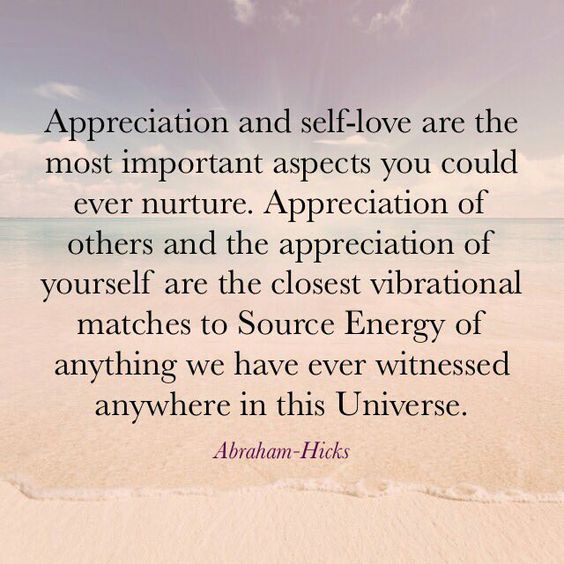 Appreciation and self-love are the
most important aspects you could
ever nurture. Appreciation of
others and the appreciation of
yourself are the closest vibrational
matches to Source Energy of
anything we have ever witnessed
anywhere in this Universe.
Abraham-Hicks